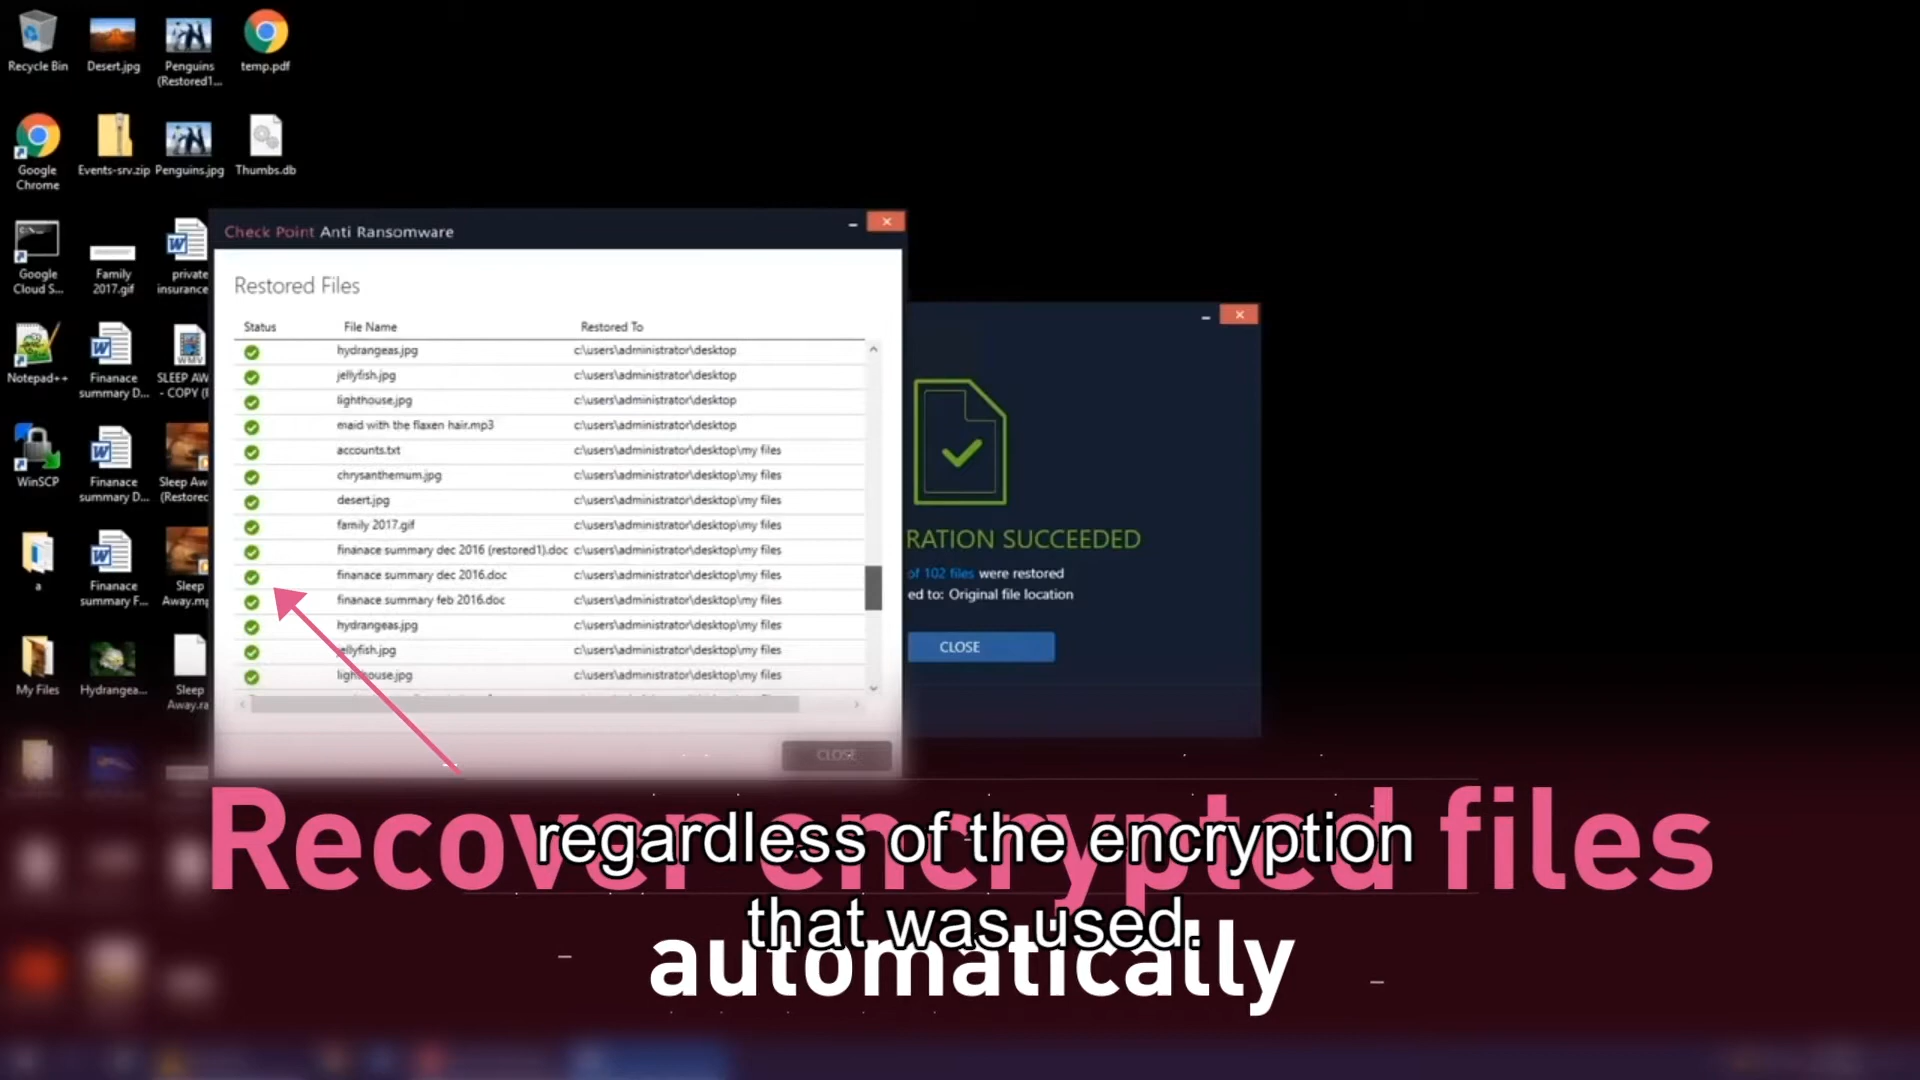 Recycle Bin
Desert.jpg
Penguins
(Restored1...
temp.pdf
Google
Chrome
Events-srv.zip
Penguins.jpg
Thumbs.db
Google
Cloud S...
Family
2017.gif
private
insurance
Notepad++
Finanace
summary D...
SLEEP AW
- COPY (F
WinSCP
Finanace
summary D...
Sleep Aw
(Restorec
a
Finanace
summary F...
Sleep
Away.mp
My Files
Hydrangea...
Sleep
Away.ra
Check Point Anti Ransomware
Restored Files
Status File Name Restored To
hydrangeas.jpg c:\users\administrator\desktop
jellyfish.jpg c:\users\administrator\desktop
lighthouse.jpg c:\users\administrator\desktop
maid with the flaxen hair.mp3 c:\users\administrator\desktop
accounts.txt c:\users\administrator\desktop\my files
chrysanthemum.jpg c:\users\administrator\desktop\my files
desert.jpg c:\users\administrator\desktop\my files
family 2017.gif c:\users\administrator\desktop\my files
finanace summary dec 2016 (restored1).doc c:\users\administrator\desktop\my files
finanace summary dec 2016.doc c:\users\administrator\desktop\my files
finanace summary feb 2016.doc c:\users\administrator\desktop\my files
hydrangeas.jpg c:\users\administrator\desktop\my files
jellyfish.jpg c:\users\administrator\desktop\my files
lighthouse.jpg c:\users\administrator\desktop\my files
CLOSE
RATION SUCCEEDED
of 102 files were restored
ed to: Original file location
CLOSE
Recover encrypted files
automatically
regardless of the encryption
that was used.